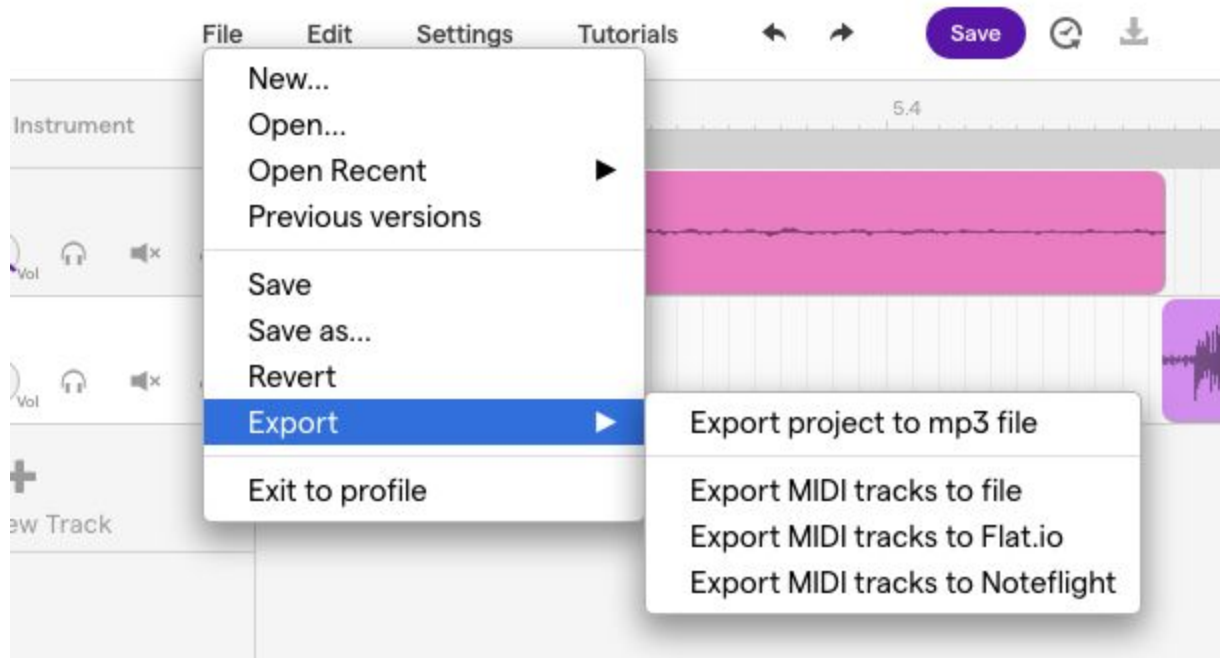 File Edit Settings Tutorials Save
New...
Open...
Open Recent
Previous versions
Save
Save as...
Revert
Export
Exit to profile
Export project to mp3 file
Export MIDI tracks to file
Export MIDI tracks to Flat.io
Export MIDI tracks to Noteflight
5.4
Instrument
Vol
Vol
ew Track